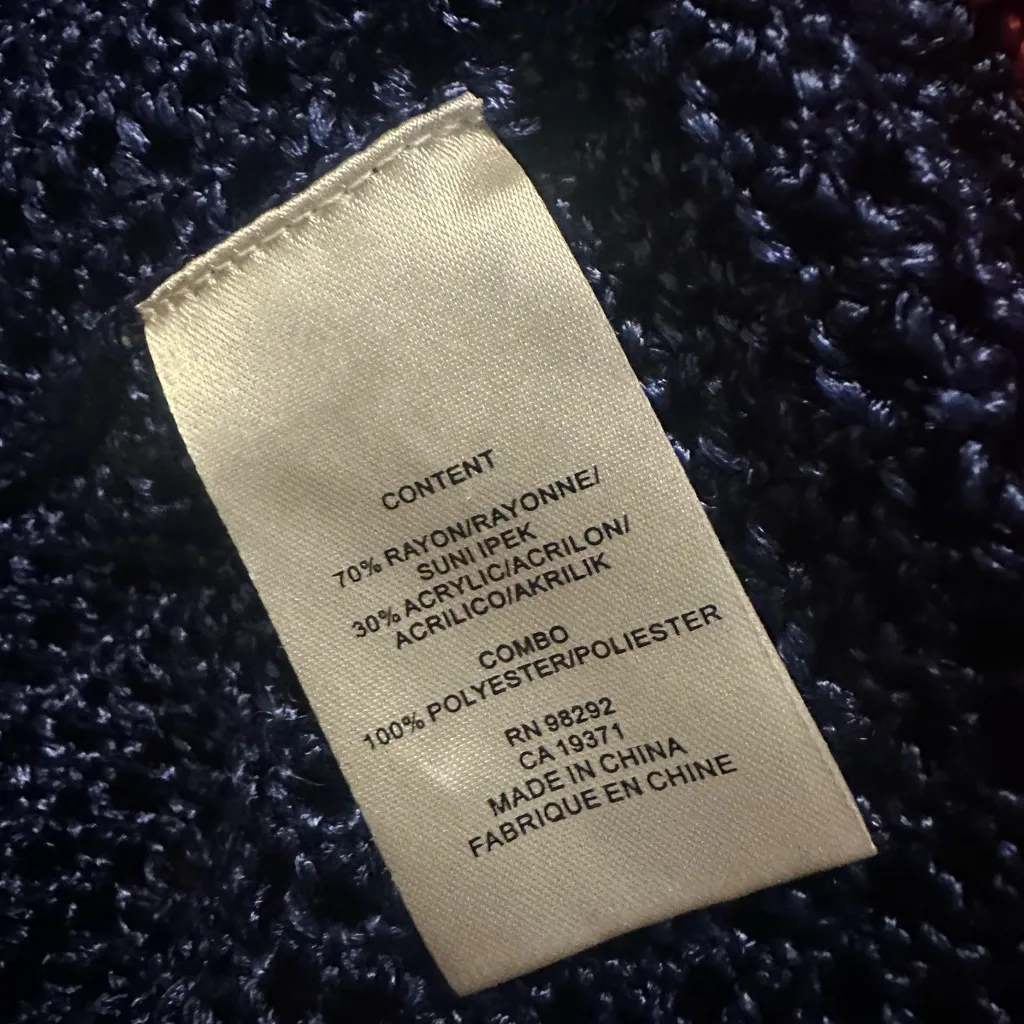 CONTENT
70% RAYON/RAYONNE/
SUNI IPEK
30% ACRYLIC/ACRILON/
ACRILICO/AKRILIK
COMBO
100% POLYESTER/POLIESTER
RN 98292
CA 19371
MADE IN CHINA
FABRIQUE EN CHINE